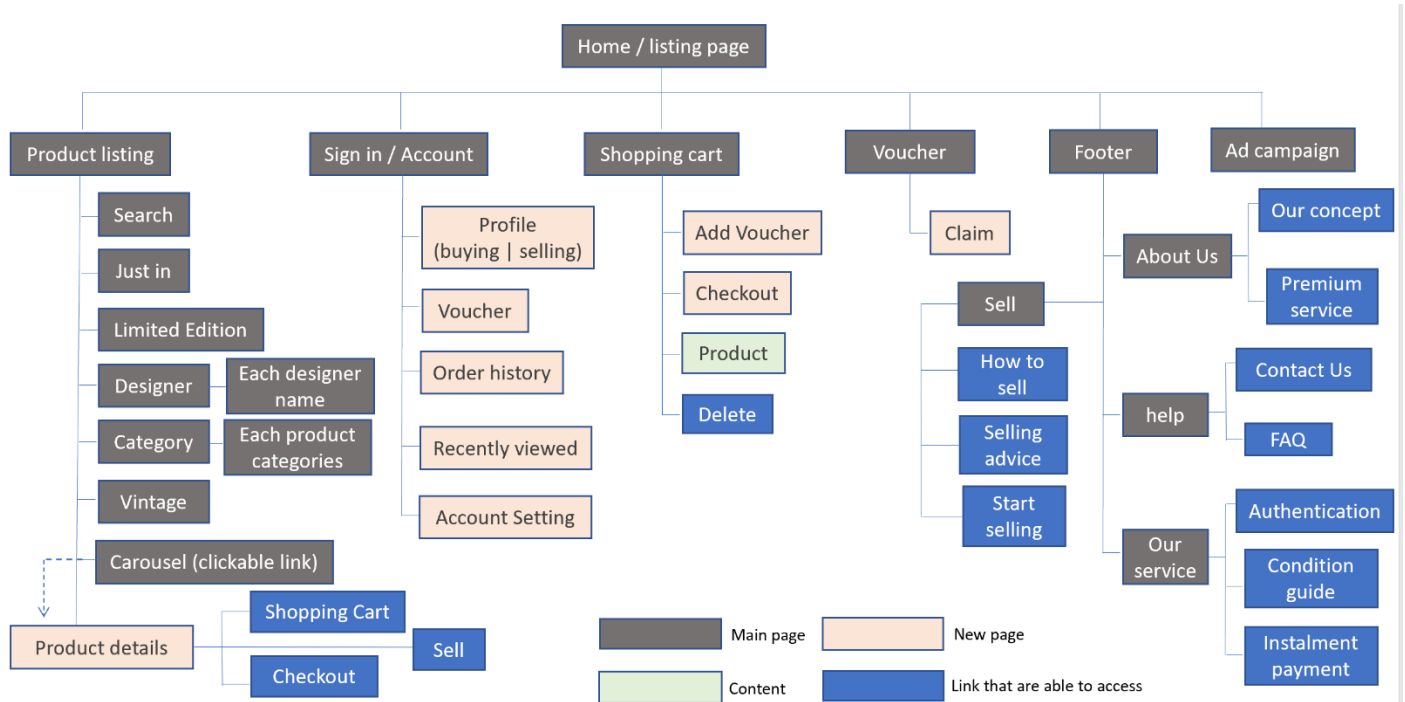 Home / listing page
Product listing
Sign in / Account
Shopping cart
Voucher
Footer
Ad campaign
Search
Just in
Limited Edition
Designer
Each designer
name
Category
Each product
categories
Vintage
Carousel (clickable link)
Product details
Shopping Cart
Sell
Checkout
Profile
(buying | selling)
Voucher
Order history
Recently viewed
Account Setting
Add Voucher
Checkout
Product
Delete
Claim
Sell
How to
sell
Selling
advice
Start
selling
About Us
Our concept
Premium
service
help
Contact Us
FAQ
Our
service
Authentication
Condition
guide
Instalment
payment
Main page
New page
Content
Link that are able to access